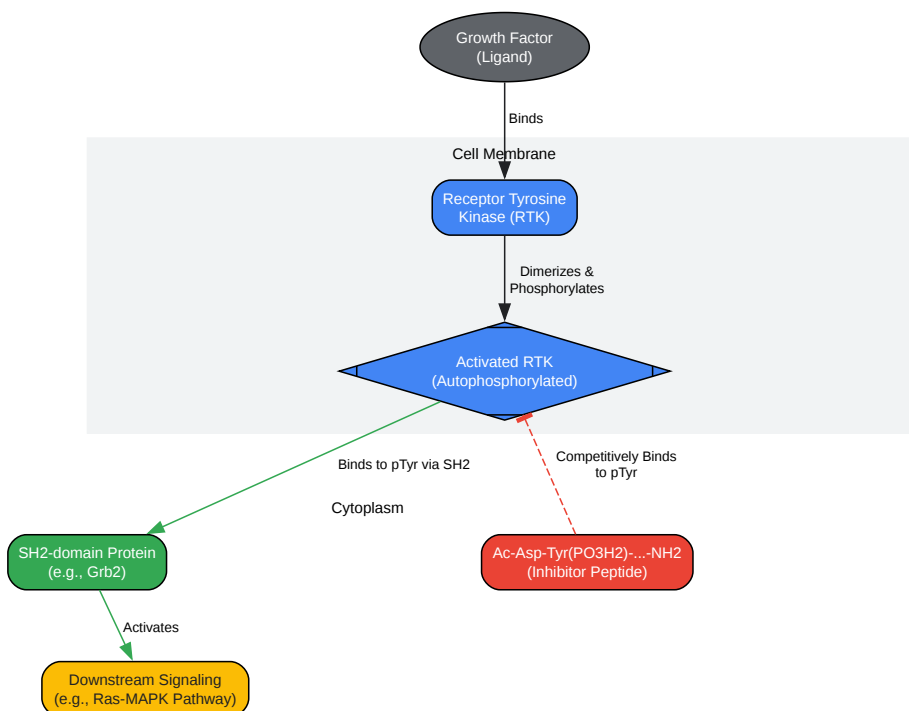 Growth Factor
(Ligand)
Binds
Cell Membrane
Receptor Tyrosine
Kinase (RTK)
Dimerizes &
Phosphorylates
Activated RTK
(Autophosphorylated)
Binds to pTyr via SH2
Competitively Binds
to pTyr
Cytoplasm
SH2-domain Protein
(e.g., Grb2)
Ac-Asp-Tyr(PO3H2)-...-NH2
(Inhibitor Peptide)
Activates
Downstream Signaling
(e.g., Ras-MAPK Pathway)